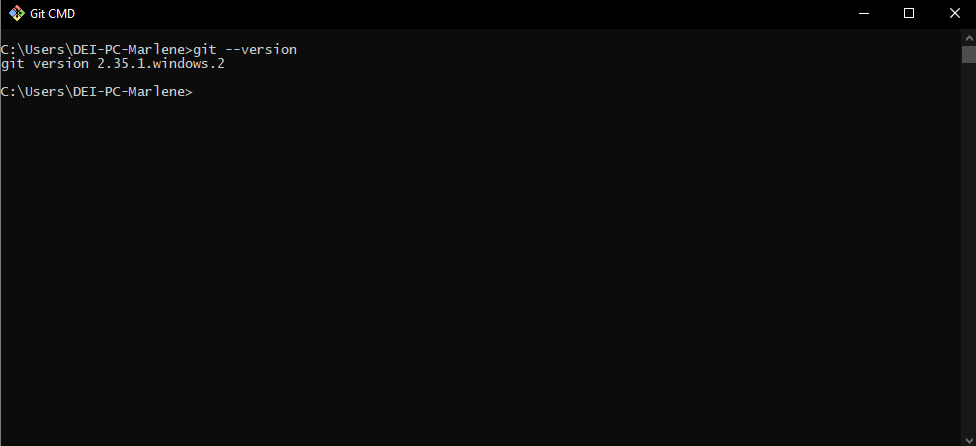 Git CMD
C:\Users\DEI-PC-Marlene>git --version
git version 2.35.1.windows.2
C:\Users\DEI-PC-Marlene>